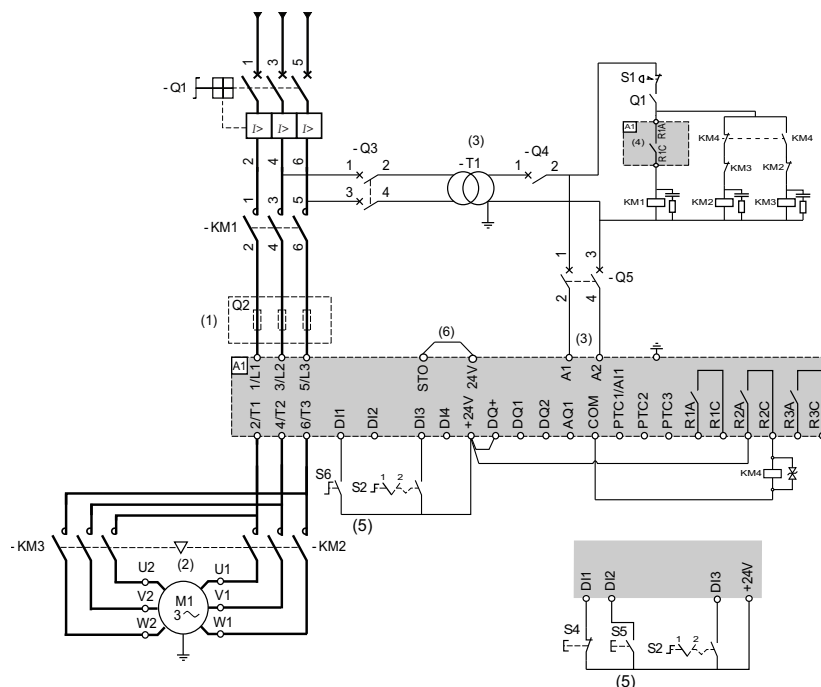 1 3 5
-Q1
I> I> I>
2 4 6
-Q3
1 2
3 4
(3)
-T1
-Q4
1 2
S1
Q1
A1
(4)
R1A
R1C
KM4
KM4
KM3
KM2
KM1
KM2
KM3
1 3 5
-KM1
2 4 6
1 3
-Q5
2 4
(1)
Q2
(6)
(3)
A1
1/L1 3/L2 5/L3
STO
24V
A1
A2
2/T1 4/T2 6/T3
DI1 DI2 DI3 DI4 +24V DQ+ DQ1 DQ2 AQ1 COM PTC1/AI1 PTC2 PTC3 R1A R1C R2A R2C R3A R3C
S6
S2
1 2
(5)
KM4
-KM3
(2)
-KM2
U2 U1
V2 V1
W2 W1
M1
3
DI1 DI2 DI3 +24V
S4
S5
S2
1 2
(5)